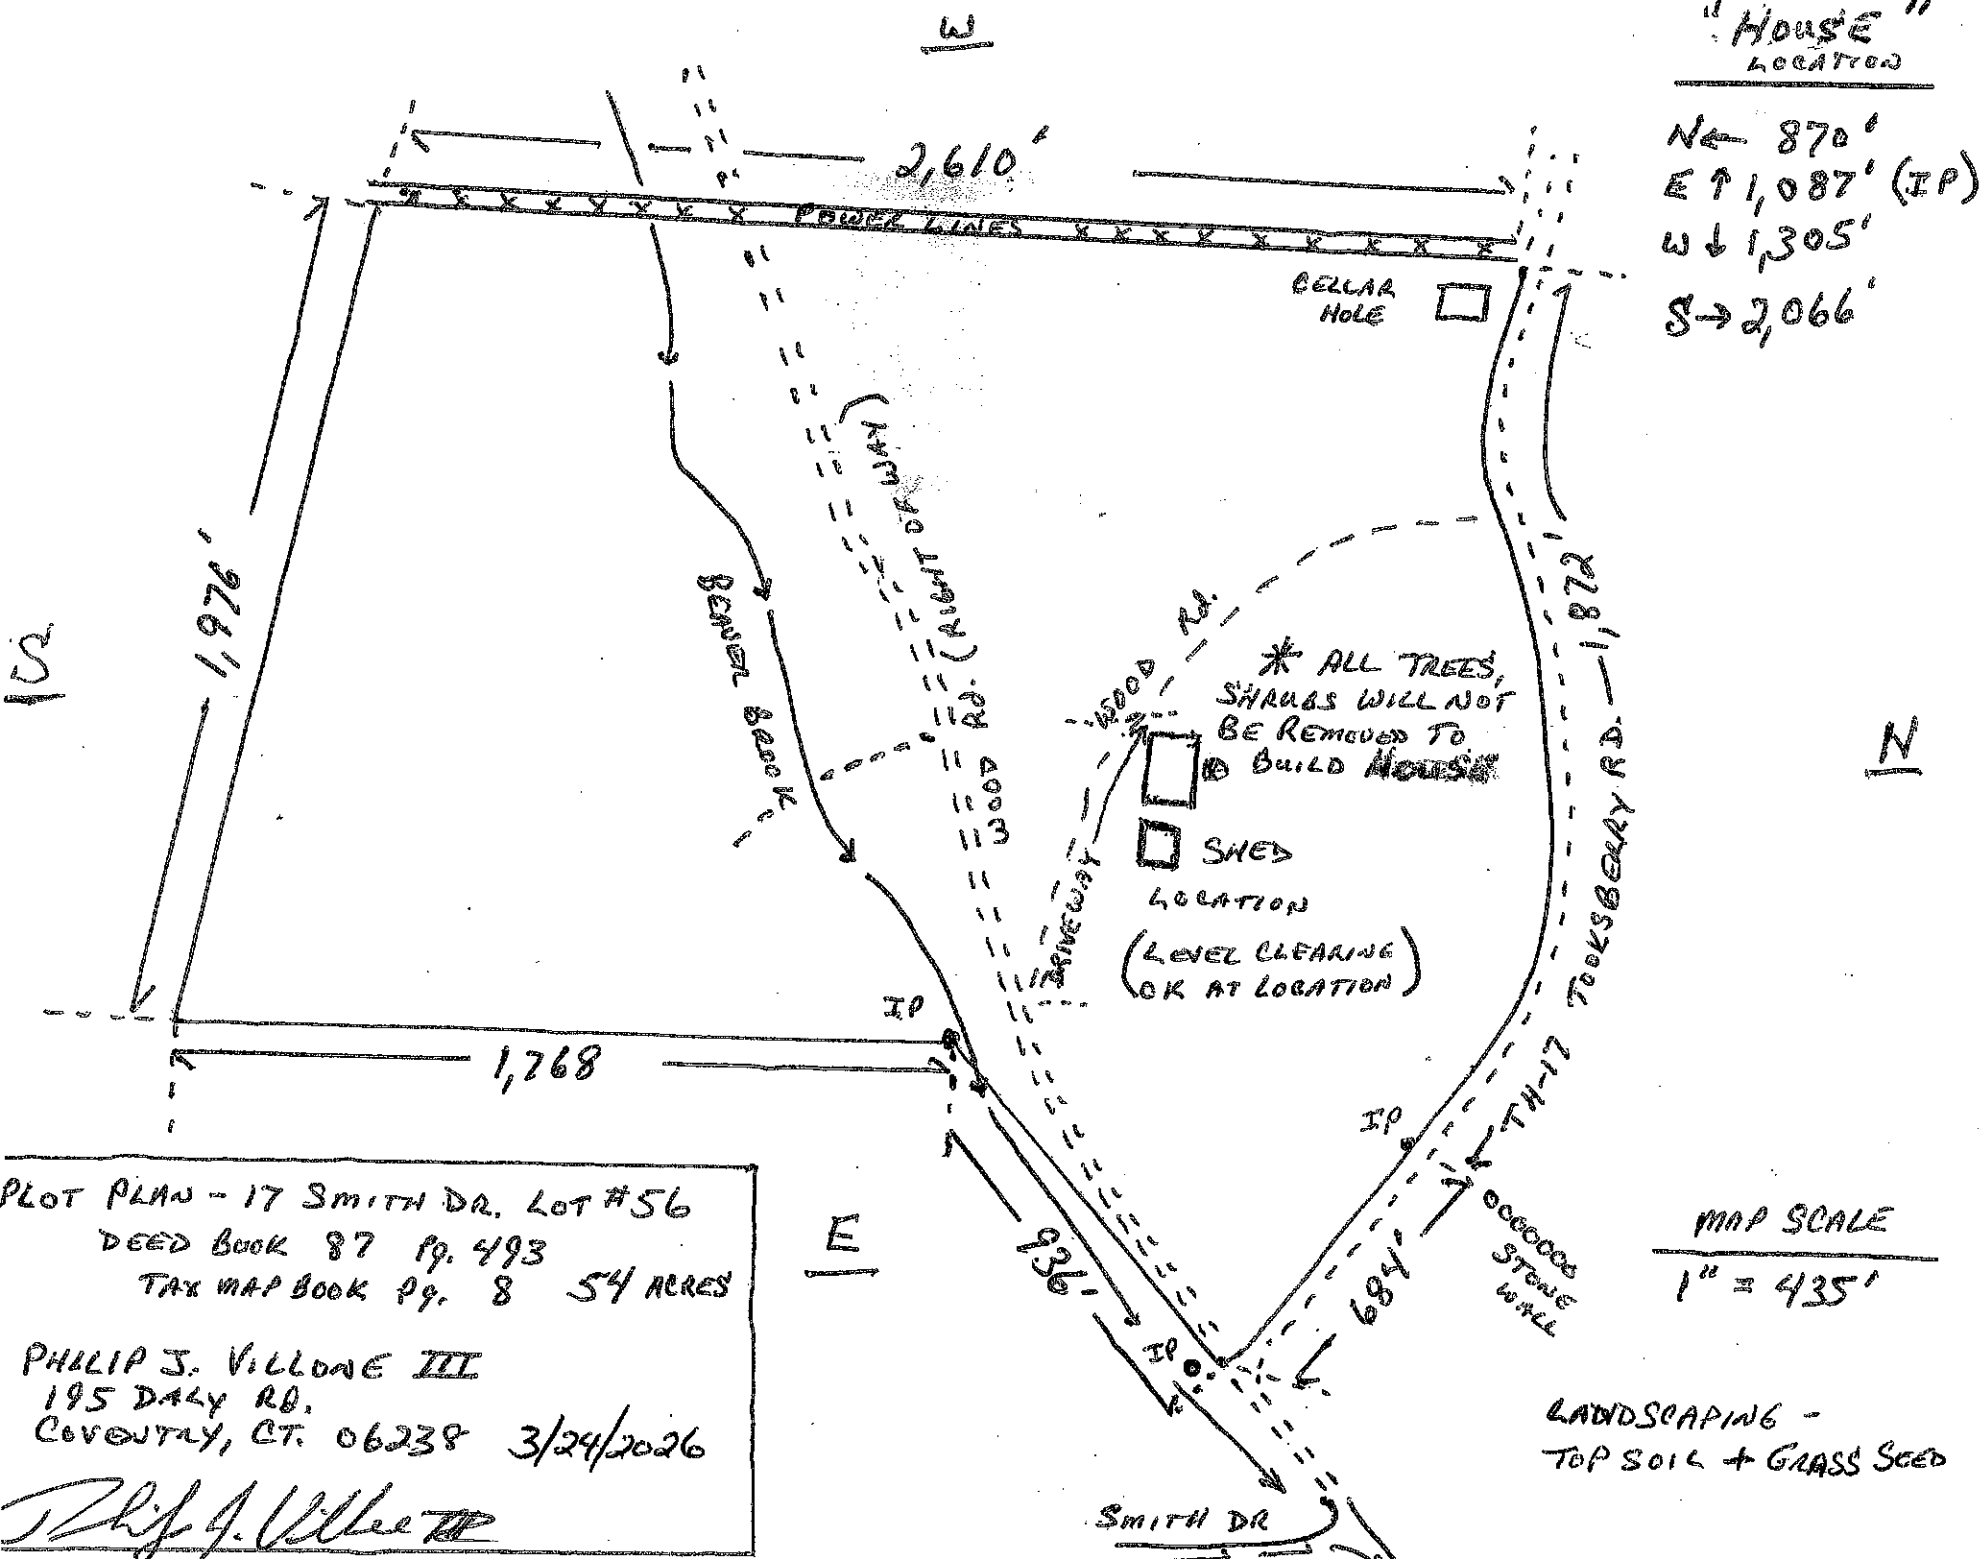 W
"HOUSE"
LOCATION
N← 870'
E ↑ 1,087' (IP)
W ↓ 1,305'
S→ 2,066'
2,610'
POWER LINES
CELLAR
HOLE
1,976'
S
BEAVER BROOK
WOOD RD. (RIGHT OF WAY)
WOOD Rd.
* ALL TREES,
SHRUBS WILL NOT
BE REMOVED TO
BUILD HOUSE
SHED
LOCATION
(LEVEL CLEARING
OK AT LOCATION)
DRIVEWAY
TH-17 TOOKSBERRY RD. 1,872'
N
IP
1,768
IP
E
936'
684'
IP
STONE
WALL
MAP SCALE
1" = 435'
LANDSCAPING -
TOP SOIL + GRASS SEED
SMITH DR
PLOT PLAN - 17 SMITH DR. LOT #56
DEED BOOK 87 Pg. 493
TAX MAP BOOK Pg. 8 54 ACRES
PHILIP J. VILLONE III
195 DALY RD.
COVENTRY, CT. 06238 3/24/2026
Philip J. Villone III